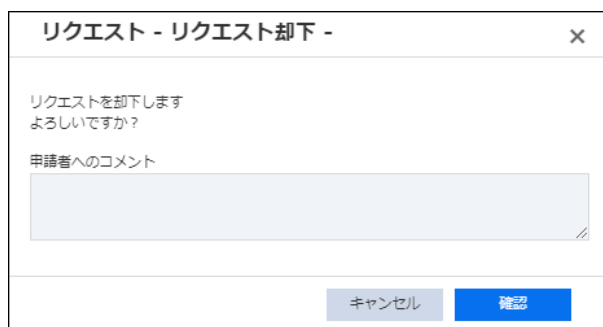 リクエスト - リクエスト却下 -
×
リクエストを却下します
よろしいですか？
申請者へのコメント
キャンセル
確認